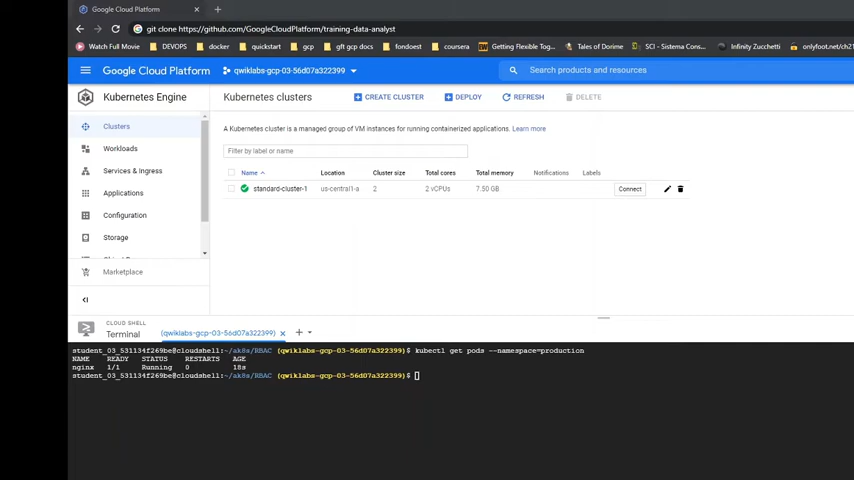 Google Cloud Platform
git clone https://github.com/GoogleCloudPlatform/training-data-analyst
Watch Full Movie DEVOPS docker quickstart gcp gft gcp docs fondoest coursera Getting Flexible Tog... Tales of Dorime SCI - Sistema Cons... Infinity Zucchetti onlyfoot.net/ch21
Google Cloud Platform qwiklabs-gcp-03-56d07a322399 Search products and resources
Kubernetes Engine Kubernetes clusters CREATE CLUSTER DEPLOY REFRESH DELETE
Clusters
Workloads
Services & Ingress
Applications
Configuration
Storage
Marketplace
A Kubernetes cluster is a managed group of VM instances for running containerized applications. Learn more
Filter by label or name
Name Location Cluster size Total cores Total memory Notifications Labels
standard-cluster-1 us-central1-a 2 2 vCPUs 7.50 GB Connect
CLOUD SHELL
Terminal (qwiklabs-gcp-03-56d07a322399)
student_03_531134f269be@cloudshell:~/ak8s/RBAC (qwiklabs-gcp-03-56d07a322399)$ kubectl get pods --namespace=production
NAME READY STATUS RESTARTS AGE
nginx 1/1 Running 0 18s
student_03_531134f269be@cloudshell:~/ak8s/RBAC (qwiklabs-gcp-03-56d07a322399)$